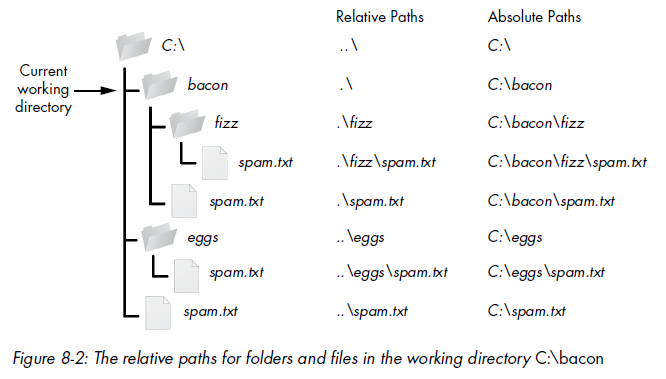 Relative Paths Absolute Paths
C:\ ..\ C:\
Current
working
directory
bacon .\ C:\bacon
fizz .\fizz C:\bacon\fizz
spam.txt .\fizz\spam.txt C:\bacon\fizz\spam.txt
spam.txt .\spam.txt C:\bacon\spam.txt
eggs ..\eggs C:\eggs
spam.txt ..\eggs\spam.txt C:\eggs\spam.txt
spam.txt ..\spam.txt C:\spam.txt
Figure 8-2: The relative paths for folders and files in the working directory C:\bacon